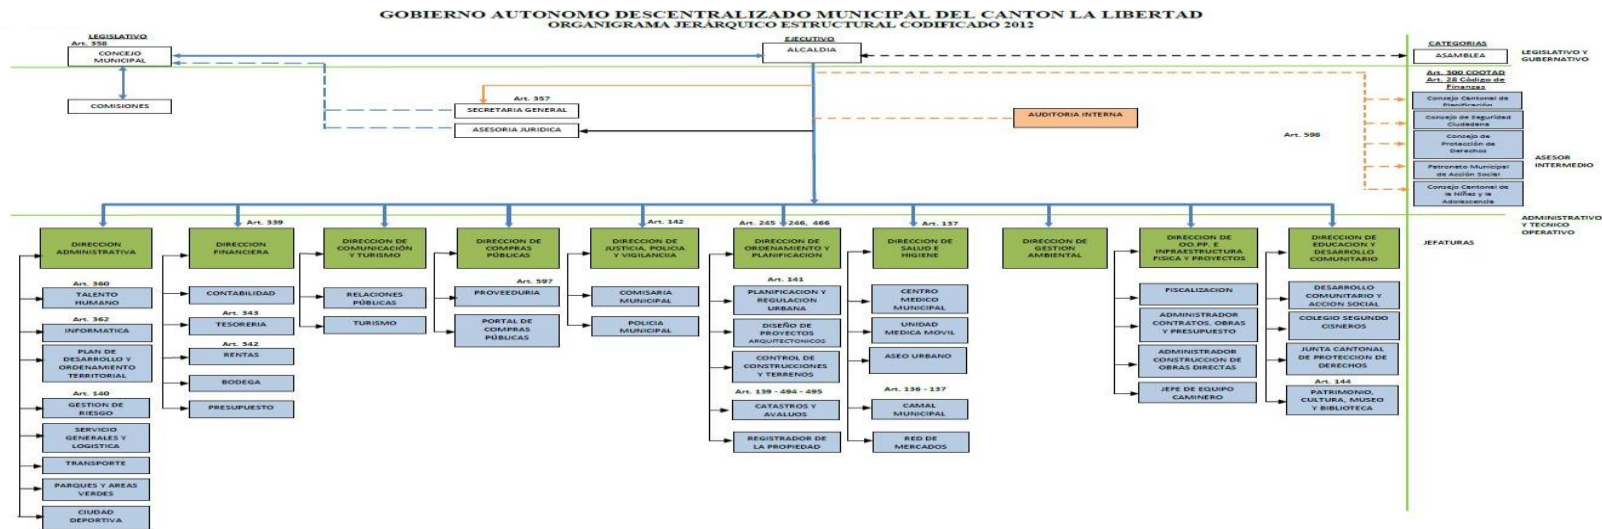 GOBIERNO AUTONOMO DESCENTRALIZADO MUNICIPAL DEL CANTON LA LIBERTAD
ORGANIGRAMA JERÁRQUICO ESTRUCTURAL CODIFICADO 2012
LEGISLATIVO
Art. 358
CONCEJO
MUNICIPAL
COMISIONES
EJECUTIVO
ALCALDIA
Art. 357
SECRETARIA GENERAL
ASESORIA JURIDICA
AUDITORIA INTERNA
Art. 598
CATEGORIAS
ASAMBLEA
LEGISLATIVO Y
GUBERNATIVO
Art. 300 COOTAD
Art. 28 Código de
Finanzas
Consejo Cantonal de
Planificación
Consejo de Seguridad
Ciudadana
Consejo de
Protección de
Derechos
Patronato Municipal
de Acción Social
Consejo Cantonal de
la Niñes y la
Adolescencia
ASESOR
INTERMEDIO
ADMINISTRATIVO
Y TECNICO
OPERATIVO
JEFATURAS
DIRECCION
ADMINISTRATIVA
Art. 360
TALENTO
HUMANO
Art. 362
INFORMATICA
PLAN DE
DESARROLLO Y
ORDENAMIENTO
TERRITORIAL
Art. 140
GESTION DE
RIESGO
SERVICIO
GENERALES Y
LOGISTICA
TRANSPORTE
PARQUES Y AREAS
VERDES
CIUDAD
DEPORTIVA
Art. 339
DIRECCION
FINANCIERA
CONTABILIDAD
Art. 343
TESORERIA
Art. 342
RENTAS
BODEGA
PRESUPUESTO
DIRECCION DE
COMUNICACIÓN
Y TURISMO
RELACIONES
PÚBLICAS
TURISMO
DIRECCION DE
COMPRAS
PÚBLICAS
Art. 597
PROVEEDURIA
PORTAL DE
COMPRAS
PÚBLICAS
Art. 142
DIRECCION DE
JUSTICIA, POLICIA
Y VIGILANCIIA
COMISARIA
MUNICIPAL
POLICIA
MUNICIPAL
Art. 245 - 246, 466
DIRECCION DE
ORDENAMIENTO Y
PLANIFICACION
Art. 141
PLANIFICACION Y
REGULACION
URBANA
DISEÑO DE
PROYECTOS
ARQUITECTONICOS
CONTROL DE
CONSTRUCCIONES
Y TERRENOS
Art. 139 - 494 - 495
CATASTROS Y
AVALUOS
REGISTRADOR DE
LA PROPIEDAD
Art. 137
DIRECCION DE
SALUD E
HIGIENE
CENTRO
MEDICO
MUNICIPAL
UNIDAD
MEDICA MOVIL
ASEO URBANO
Art. 136 - 137
CAMAL
MUNICIPAL
RED DE
MERCADOS
DIRECCION DE
GESTION
AMBIENTAL
DIRECCION DE
OO.PP. E
INFRAESTRUCTURA
FISICA Y PROYECTOS
FISCALIZACION
ADMINISTRADOR
CONTRATOS, OBRAS
Y PRESUPUESTO
ADMINISTRADOR
CONSTRUCCION DE
OBRAS DIRECTAS
JEFE DE EQUIPO
CAMINERO
DIRECCION DE
EDUCACION Y
DESARROLLO
COMUNITARIO
DESARROLLO
COMUNITARIO Y
ACCION SOCIAL
COLEGIO SEGUNDO
CISNEROS
JUNTA CANTONAL
DE PROTECCION DE
DERECHOS
Art. 144
PATRIMONIO,
CULTURA, MUSEO
Y BIBLIOTECA